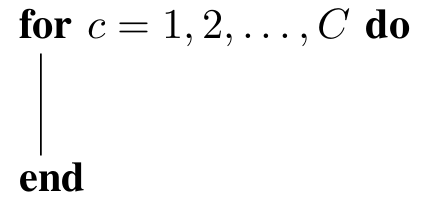 for c = 1, 2, . . . , C do
end